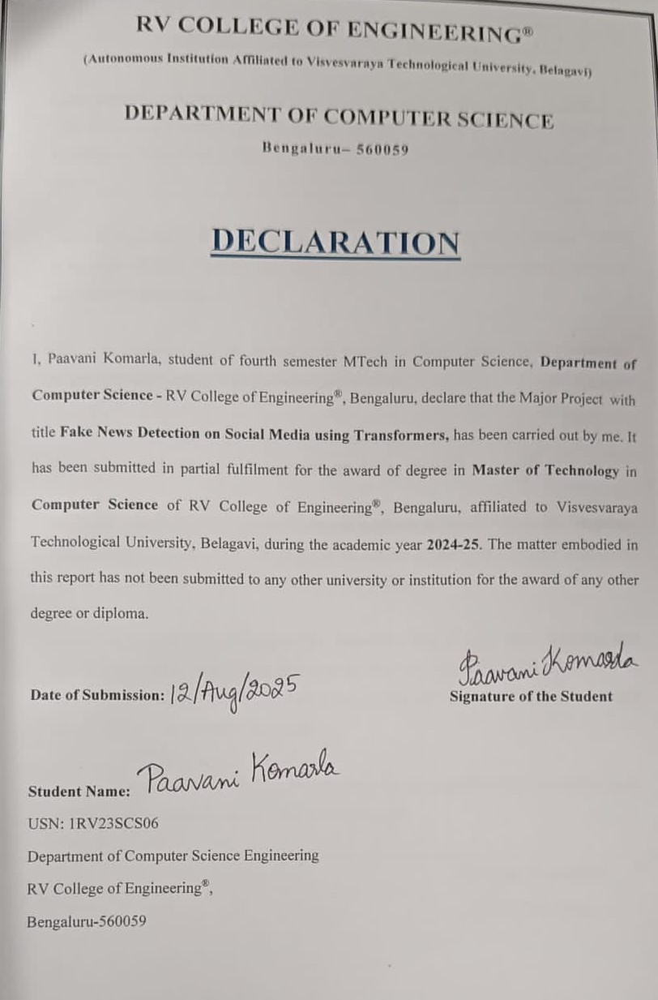 RV COLLEGE OF ENGINEERING®
(Autonomous Institution Affiliated to Visvesvaraya Technological University, Belagavi)
DEPARTMENT OF COMPUTER SCIENCE
Bengaluru– 560059
DECLARATION
I, Paavani Komarla, student of fourth semester MTech in Computer Science, Department of
Computer Science - RV College of Engineering®, Bengaluru, declare that the Major Project with
title Fake News Detection on Social Media using Transformers, has been carried out by me. It
has been submitted in partial fulfilment for the award of degree in Master of Technology in
Computer Science of RV College of Engineering®, Bengaluru, affiliated to Visvesvaraya
Technological University, Belagavi, during the academic year 2024-25. The matter embodied in
this report has not been submitted to any other university or institution for the award of any other
degree or diploma.
Paavani Komarla
Date of Submission: 12/Aug/2025
Signature of the Student
Student Name: Paavani Komarla
USN: 1RV23SCS06
Department of Computer Science Engineering
RV College of Engineering®,
Bengaluru-560059